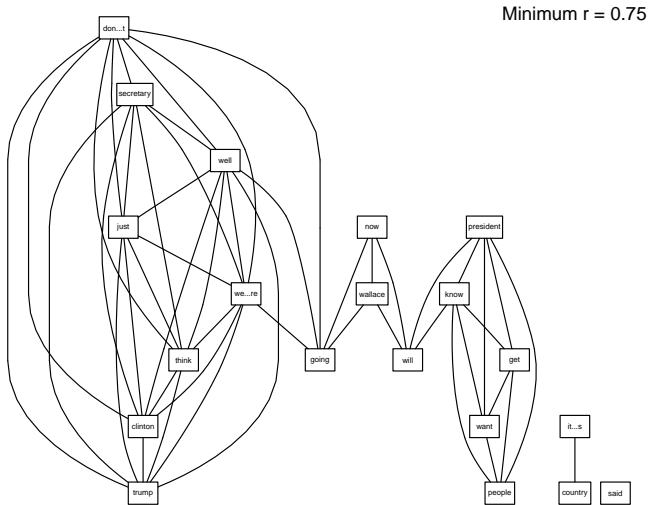 Minimum r = 0.75
don...t
secretary
well
just
now
president
we...re
wallace
know
think
going
will
get
clinton
want
it...s
trump
people
country
said